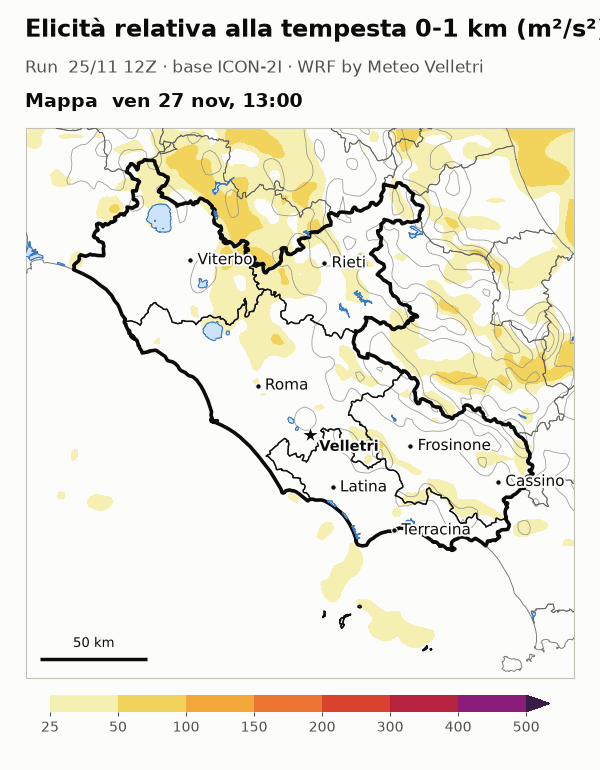 Elicità relativa alla tempesta 0-1 km (m²/s²)
Run 25/11 12Z · base ICON-2I · WRF by Meteo Velletri
Mappa ven 27 nov, 13:00
Viterbo
Rieti
Roma
Velletri
Frosinone
Latina
Cassino
Terracina
50 km
25 50 100 150 200 300 400 500